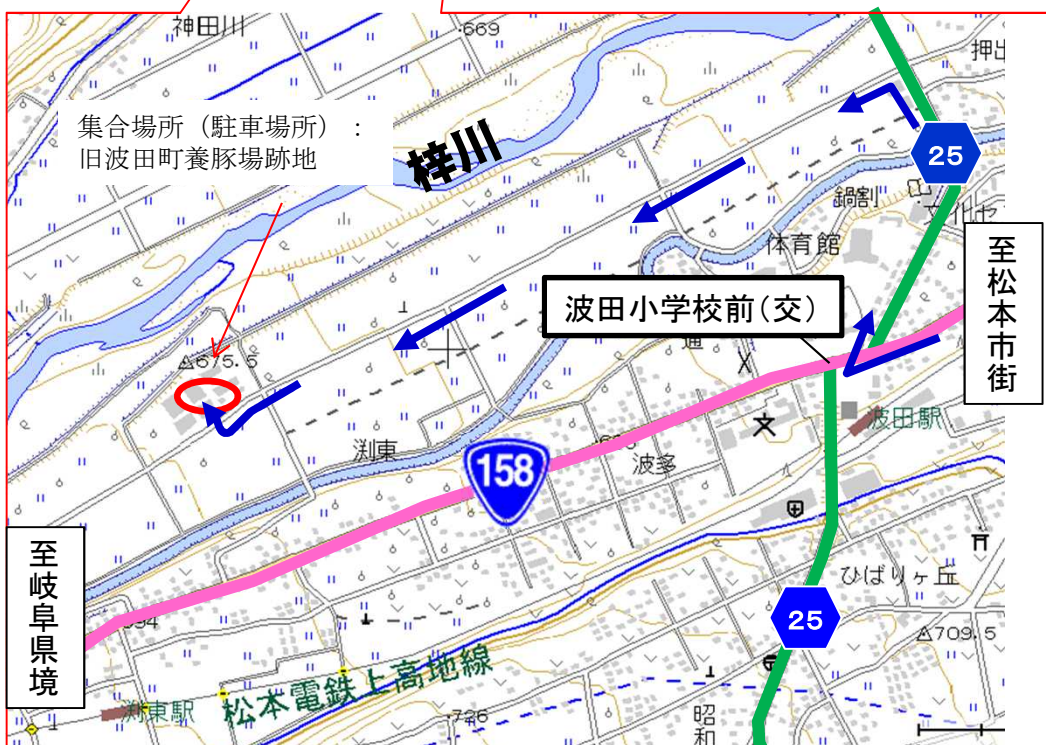 神田川
669
押出
集合場所（駐車場所）：
旧波田町養豚場跡地
梓川
25
鍋割
文化セ
体育館
至松本市街
波田小学校前(交)
△675.5
波田駅
渕東
158
波多
至岐阜県境
ひばりヶ丘
25
△709.5
松本電鉄上高地線
渕東駅
726
昭和